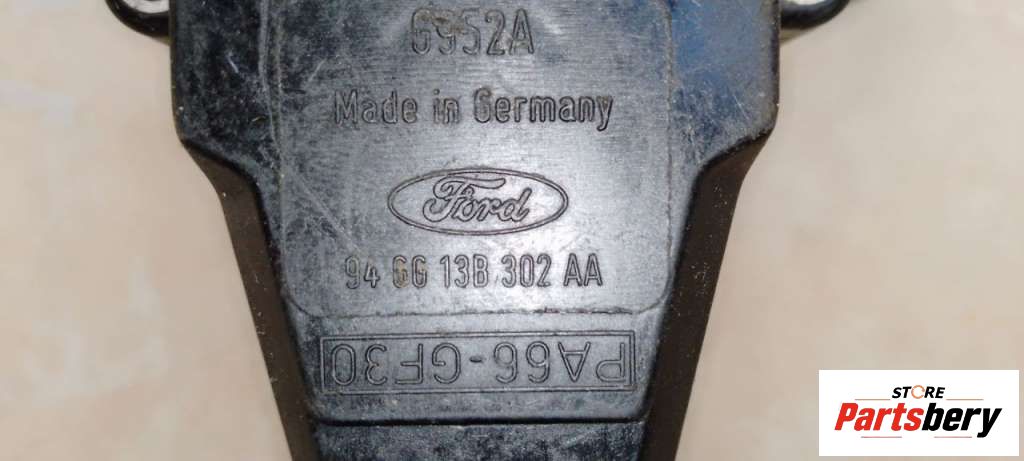 6952A
Made in Germany
Ford
94 GG 13B 302 AA
PA66-GF30
STORE
Partsbery